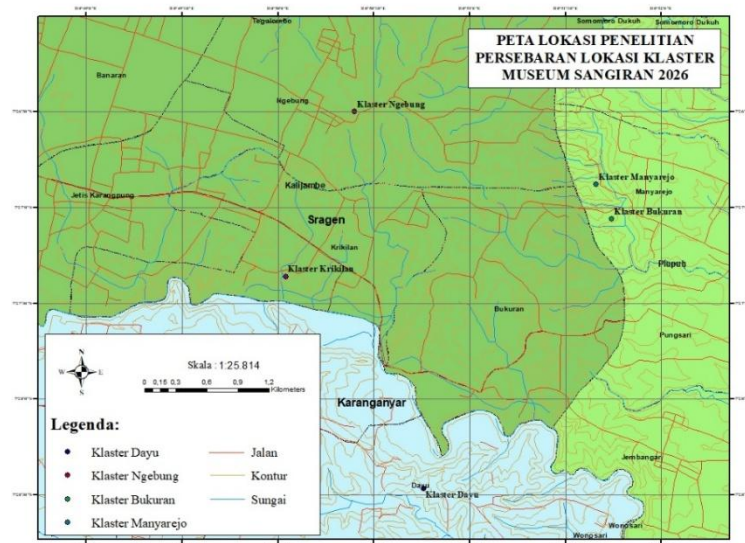 PETA LOKASI PENELITIAN
PERSEBARAN LOKASI KLASTER
MUSEUM SANGIRAN 2026
Tegalombo
Somomoro Dukuh
Somomoro Dukuh
Banaran
Ngebung
Klaster Ngebung
Kalijambe
Klaster Manyarejo
Manyarejo
Jetis Karangpung
Sragen
Klaster Bukuran
Krikilan
Klaster Krikilan
Plupuh
Bukuran
Pungsari
N
W
E
S
Skala : 1:25.814
0 0,15 0,3 0,6 0,9 1,2
Kilometers
Karanganyar
Legenda:
Klaster Dayu
Jalan
Klaster Ngebung
Kontur
Klaster Bukuran
Sungai
Klaster Manyarejo
Jembangan
Dayu
Klaster Dayu
Wonosari
Wonosari